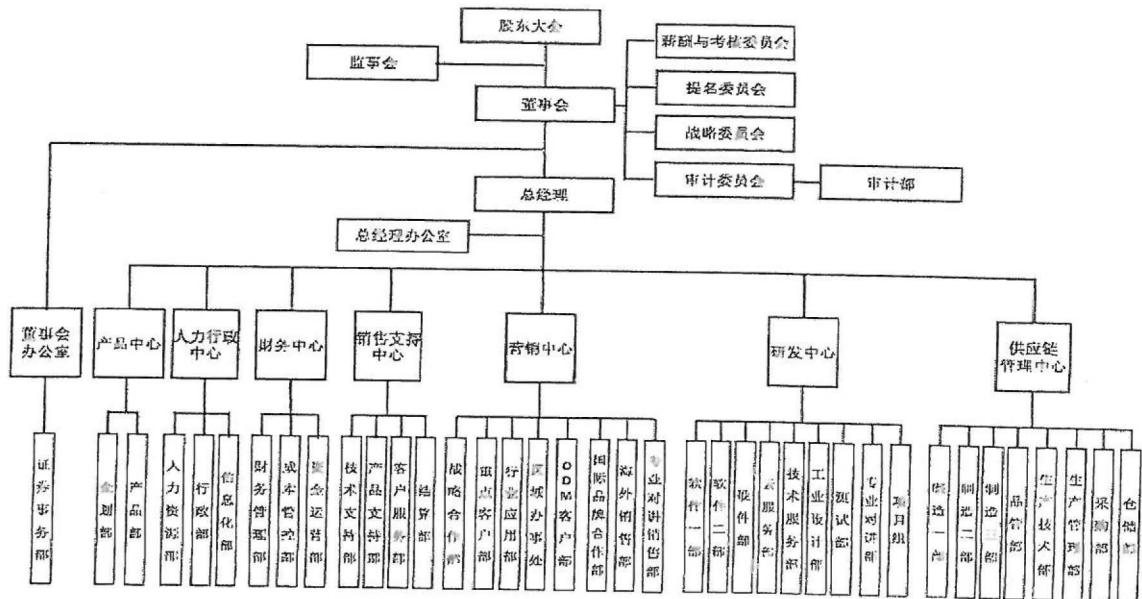 股东大会
监事会
董事会
薪酬与考核委员会
提名委员会
战略委员会
审计委员会
审计部
总经理
总经理办公室
董事会
办公室
产品中心
人力行政
中心
财务中心
销售支持
中心
营销中心
研发中心
供应链
管理中心
证券事务部
企划部
产品部
人力资源部
行政部
信息化部
财务管理部
成本管控部
资金运营部
技术支持部
产品支持部
客户服务部
结算部
战略合作部
重点客户部
行业应用部
区域办事处
ODM客户部
国际品牌合作部
海外销售部
专业对讲销售部
软件一部
软件二部
硬件部
云服务部
技术服务部
工业设计部
测试部
专业对讲部
项目组
制造一部
制造二部
制造三部
品管部
生产技术部
生产管理部
采购部
仓储部